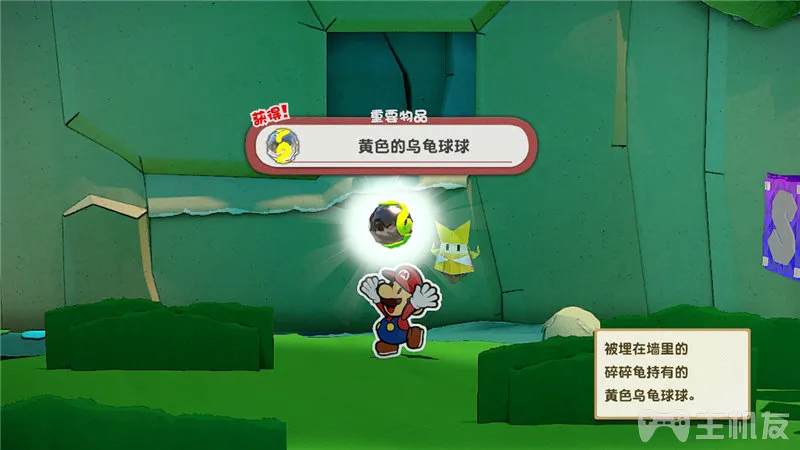 获得!
重要物品
黄色的乌龟球球
被埋在墙里的
碎碎龟持有的
黄色乌龟球球。
主机友